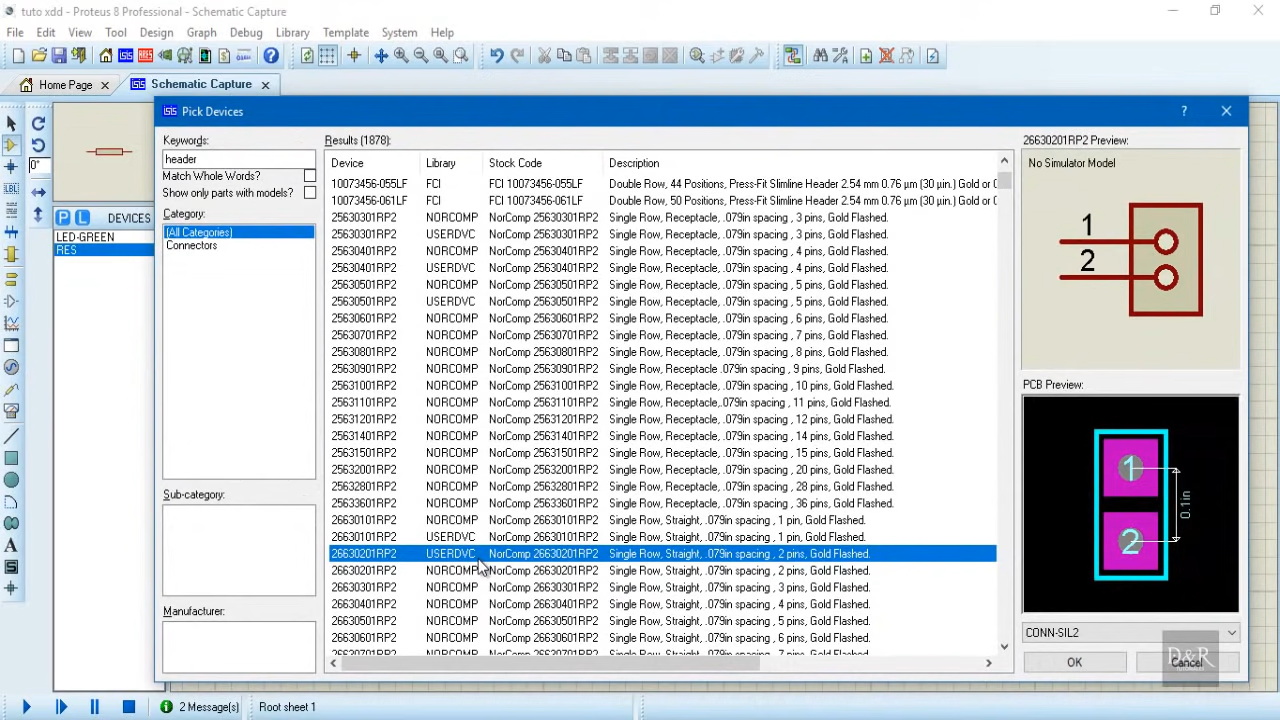 tuto xdd - Proteus 8 Professional - Schematic Capture
File Edit View Tool Design Graph Debug Library Template System Help
Home Page
Schematic Capture
ISIS Pick Devices
Keywords:
header
Match Whole Words?
Show only parts with models?
Category:
(All Categories)
Connectors
Sub-category:
Manufacturer:
0°
LBL
P L DEVICES
LED-GREEN
RES
Results (1878):
Device Library Stock Code Description
10073456-055LF FCI FCI 10073456-055LF Double Row, 44 Positions, Press-Fit Slimline Header 2.54 mm 0.76 µm (30 µin.) Gold or G
10073456-061LF FCI FCI 10073456-061LF Double Row, 50 Positions, Press-Fit Slimline Header 2.54 mm 0.76 µm (30 µin.) Gold or G
25630301RP2 NORCOMP NorComp 25630301RP2 Single Row, Receptacle, .079in spacing , 3 pins, Gold Flashed.
25630301RP2 USERDVC NorComp 25630301RP2 Single Row, Receptacle, .079in spacing , 3 pins, Gold Flashed.
25630401RP2 NORCOMP NorComp 25630401RP2 Single Row, Receptacle, .079in spacing , 4 pins, Gold Flashed.
25630401RP2 USERDVC NorComp 25630401RP2 Single Row, Receptacle, .079in spacing , 4 pins, Gold Flashed.
25630501RP2 NORCOMP NorComp 25630501RP2 Single Row, Receptacle, .079in spacing , 5 pins, Gold Flashed.
25630501RP2 USERDVC NorComp 25630501RP2 Single Row, Receptacle, .079in spacing , 5 pins, Gold Flashed.
25630601RP2 NORCOMP NorComp 25630601RP2 Single Row, Receptacle, .079in spacing , 6 pins, Gold Flashed.
25630701RP2 NORCOMP NorComp 25630701RP2 Single Row, Receptacle, .079in spacing , 7 pins, Gold Flashed.
25630801RP2 NORCOMP NorComp 25630801RP2 Single Row, Receptacle, .079in spacing , 8 pins, Gold Flashed.
25630901RP2 NORCOMP NorComp 25630901RP2 Single Row, Receptacle .079in spacing , 9 pins, Gold Flashed.
25631001RP2 NORCOMP NorComp 25631001RP2 Single Row, Receptacle,.079in spacing , 10 pins, Gold Flashed.
25631101RP2 NORCOMP NorComp 25631101RP2 Single Row, Receptacle,.079in spacing , 11 pins, Gold Flashed.
25631201RP2 NORCOMP NorComp 25631201RP2 Single Row, Receptacle, .079in spacing , 12 pins, Gold Flashed.
25631401RP2 NORCOMP NorComp 25631401RP2 Single Row, Receptacle, .079in spacing , 14 pins, Gold Flashed.
25631501RP2 NORCOMP NorComp 25631501RP2 Single Row, Receptacle, .079in spacing , 15 pins, Gold Flashed.
25632001RP2 NORCOMP NorComp 25632001RP2 Single Row, Receptacle, .079in spacing , 20 pins, Gold Flashed.
25632801RP2 NORCOMP NorComp 25632801RP2 Single Row, Receptacle, .079in spacing , 28 pins, Gold Flashed.
25633601RP2 NORCOMP NorComp 25633601RP2 Single Row, Receptacle, .079in spacing , 36 pins, Gold Flashed.
26630101RP2 NORCOMP NorComp 26630101RP2 Single Row, Straight, .079in spacing , 1 pin, Gold Flashed.
26630101RP2 USERDVC NorComp 26630101RP2 Single Row, Straight, .079in spacing , 1 pin, Gold Flashed.
26630201RP2 USERDVC NorComp 26630201RP2 Single Row, Straight, .079in spacing , 2 pins, Gold Flashed.
26630201RP2 NORCOMP NorComp 26630201RP2 Single Row, Straight, .079in spacing , 2 pins, Gold Flashed.
26630301RP2 NORCOMP NorComp 26630301RP2 Single Row, Straight, .079in spacing , 3 pins, Gold Flashed.
26630401RP2 NORCOMP NorComp 26630401RP2 Single Row, Straight, .079in spacing , 4 pins, Gold Flashed.
26630501RP2 NORCOMP NorComp 26630501RP2 Single Row, Straight, .079in spacing , 5 pins, Gold Flashed.
26630601RP2 NORCOMP NorComp 26630601RP2 Single Row, Straight, .079in spacing , 6 pins, Gold Flashed.
26630701RP2 NORCOMP NorComp 26630701RP2 Single Row, Straight, .079in spacing , 7 pins, Gold Flashed.
26630201RP2 Preview:
No Simulator Model
1
2
PCB Preview:
1
2
0.1in
CONN-SIL2
OK
Cancel
D&R
2 Message(s)
Root sheet 1